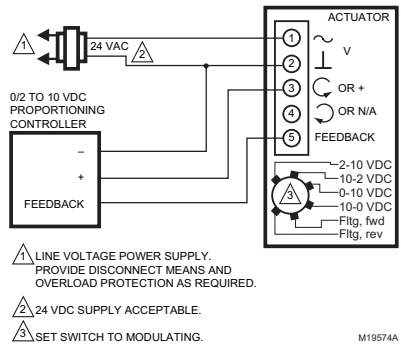 ACTUATOR
1
24 VAC
2
1
V
2
3
OR +
4
OR N/A
5
FEEDBACK
0/2 TO 10 VDC
PROPORTIONING
CONTROLLER
–
+
FEEDBACK
2-10 VDC
10-2 VDC
0-10 VDC
10-0 VDC
Fltg, fwd
Fltg, rev
3
1 LINE VOLTAGE POWER SUPPLY.
PROVIDE DISCONNECT MEANS AND
OVERLOAD PROTECTION AS REQUIRED.
2 24 VDC SUPPLY ACCEPTABLE.
3 SET SWITCH TO MODULATING.
M19574A